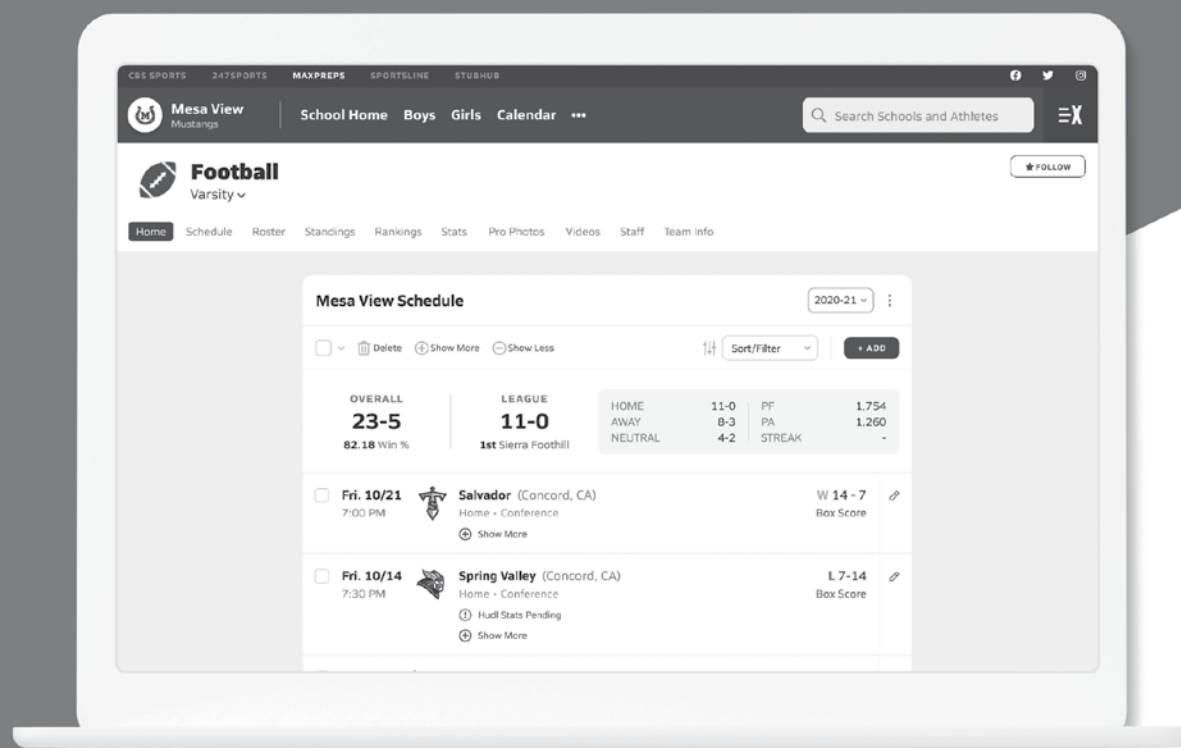 CBS SPORTS 247SPORTS MAXPREPS SPORTSLINE STUBHUB
Mesa View
Mustangs
School Home Boys Girls Calendar •••
Search Schools and Athletes
Football
Varsity
FOLLOW
Home Schedule Roster Standings Rankings Stats Pro Photos Videos Staff Team Info
Mesa View Schedule
2020-21
Delete Show More Show Less Sort/Filter + ADD
OVERALL
23-5
82.18 Win %
LEAGUE
11-0
1st Sierra Foothill
HOME 11-0 PF 1,754
AWAY 8-3 PA 1,260
NEUTRAL 4-2 STREAK -
Fri. 10/21 Salvador (Concord, CA) W 14 - 7
7:00 PM Home - Conference Box Score
Show More
Fri. 10/14 Spring Valley (Concord, CA) L 7-14
7:30 PM Home - Conference Box Score
Hudl Stats Pending
Show More